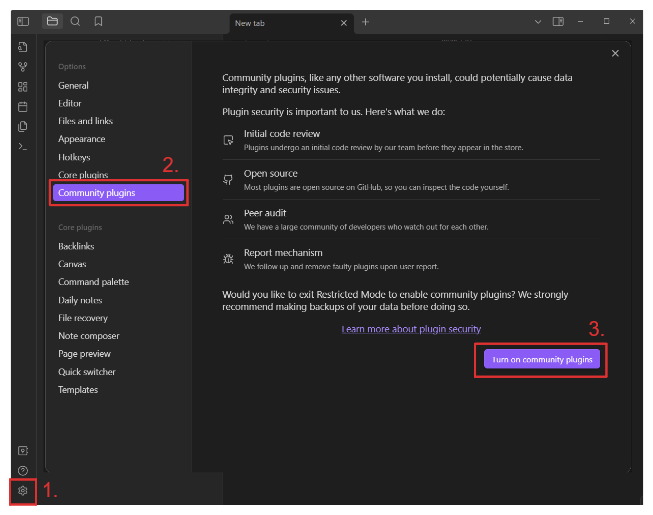 New tab
Options
General
Editor
Files and links
Appearance
Hotkeys
Core plugins
2.
Community plugins
Core plugins
Backlinks
Canvas
Command palette
Daily notes
File recovery
Note composer
Page preview
Quick switcher
Templates
1.
Community plugins, like any other software you install, could potentially cause data
integrity and security issues.
Plugin security is important to us. Here's what we do:
Initial code review
Plugins undergo an initial code review by our team before they appear in the store.
Open source
Most plugins are open source on GitHub, so you can inspect the code yourself.
Peer audit
We have a large community of developers who watch out for each other.
Report mechanism
We follow up and remove faulty plugins upon user report.
Would you like to exit Restricted Mode to enable community plugins? We strongly
recommend making backups of your data before doing so.
Learn more about plugin security
3.
Turn on community plugins